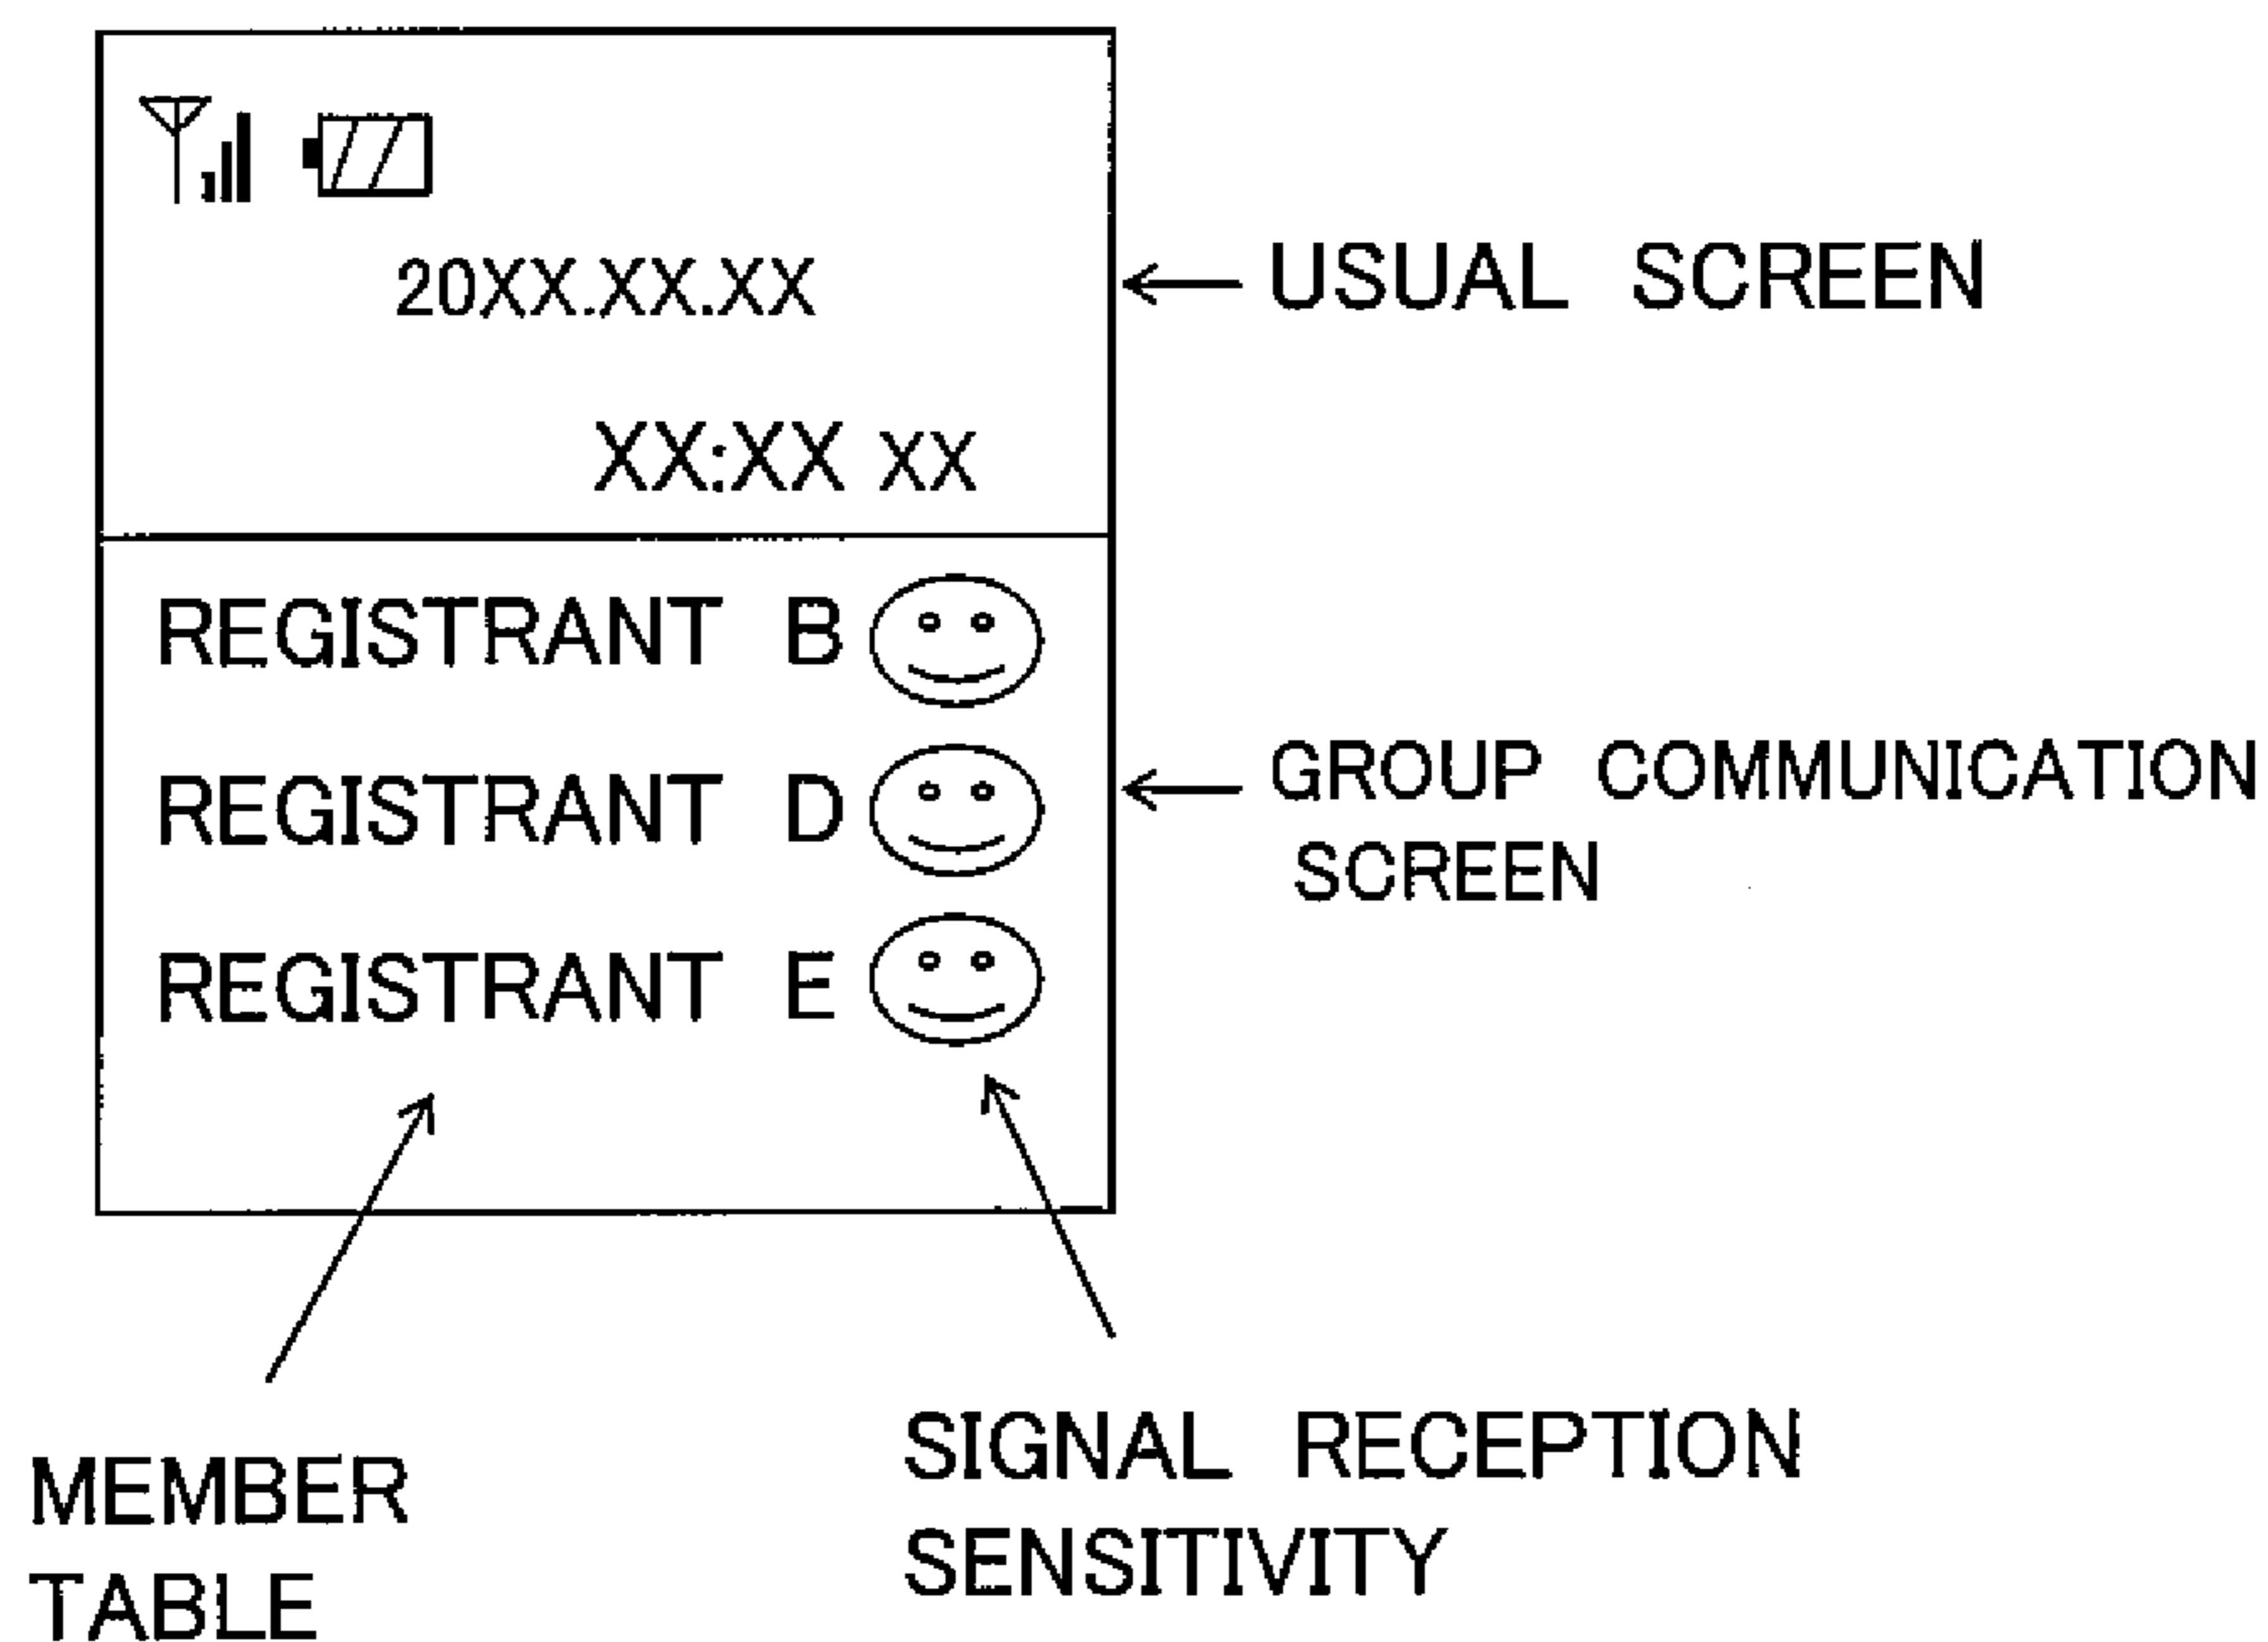 20XX.XX.XX
USUAL SCREEN
XX:XX XX
REGISTRANT B
REGISTRANT D
GROUP COMMUNICATION
SCREEN
REGISTRANT E
MEMBER
TABLE
SIGNAL RECEPTION
SENSITIVITY